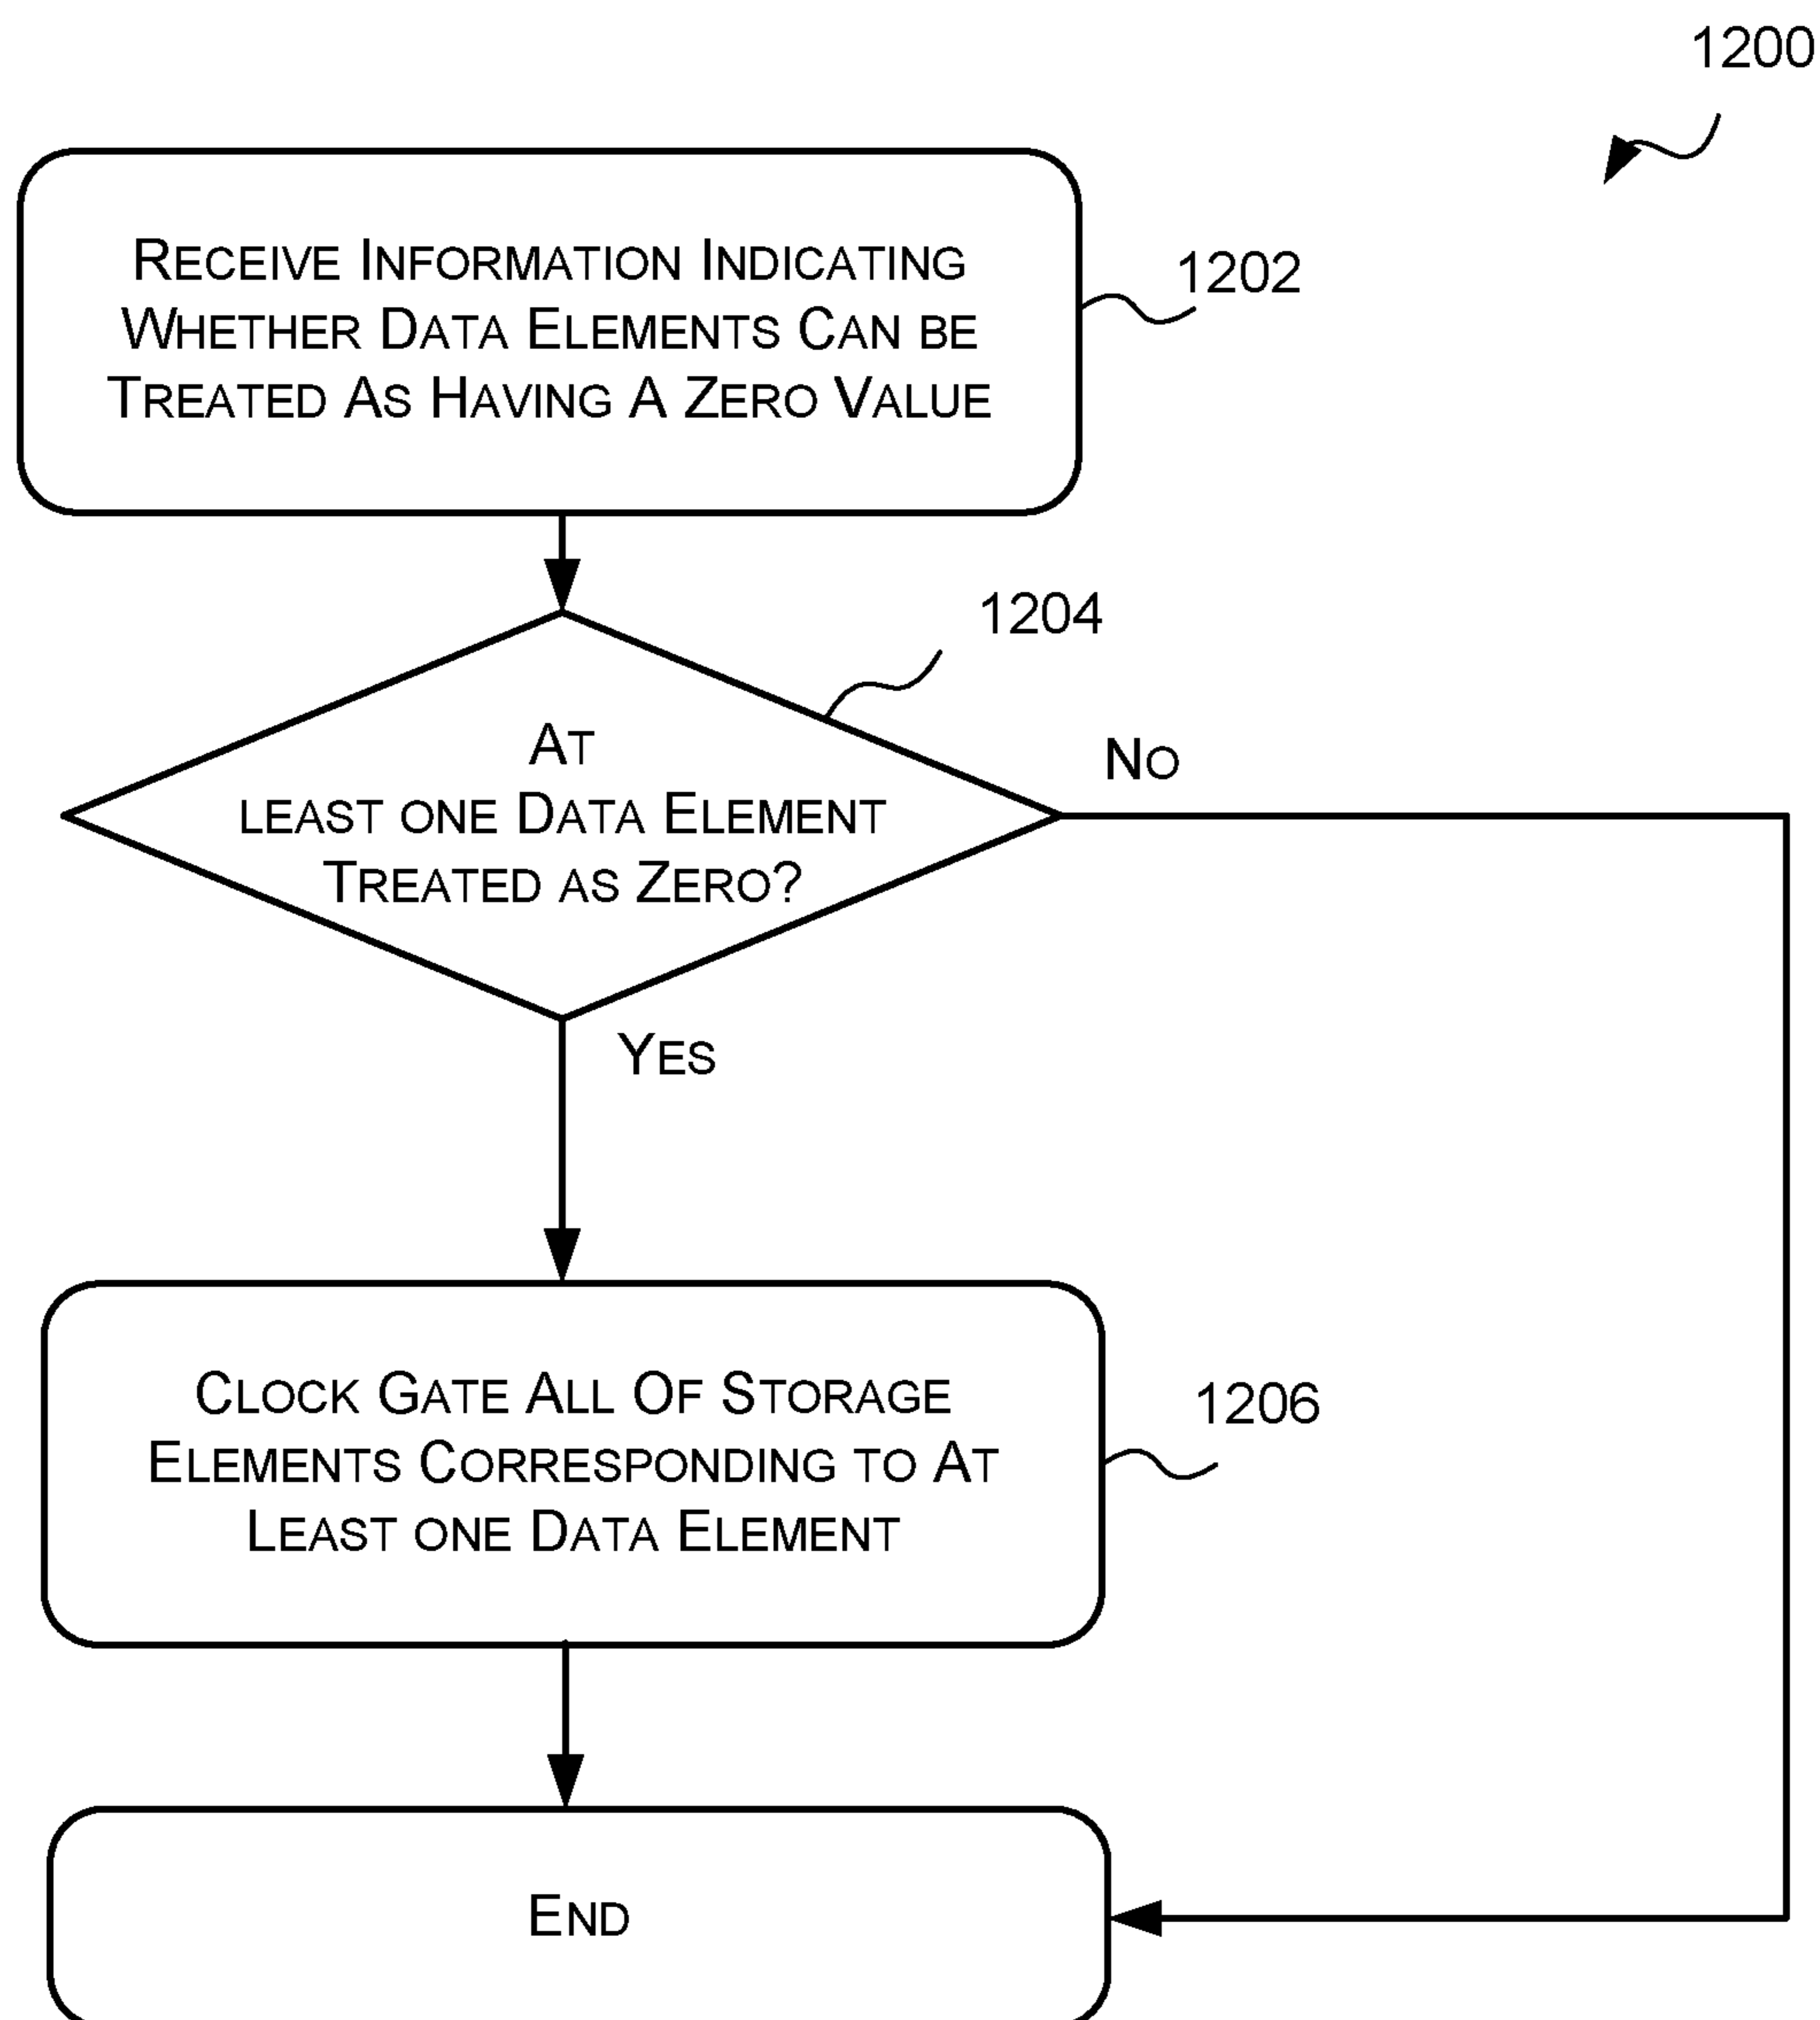 1200
Receive Information Indicating
Whether Data Elements Can be
Treated As Having A Zero Value
1202
1204
At
least one Data Element
Treated as Zero?
No
Yes
Clock Gate All Of Storage
Elements Corresponding to At
Least one Data Element
1206
End